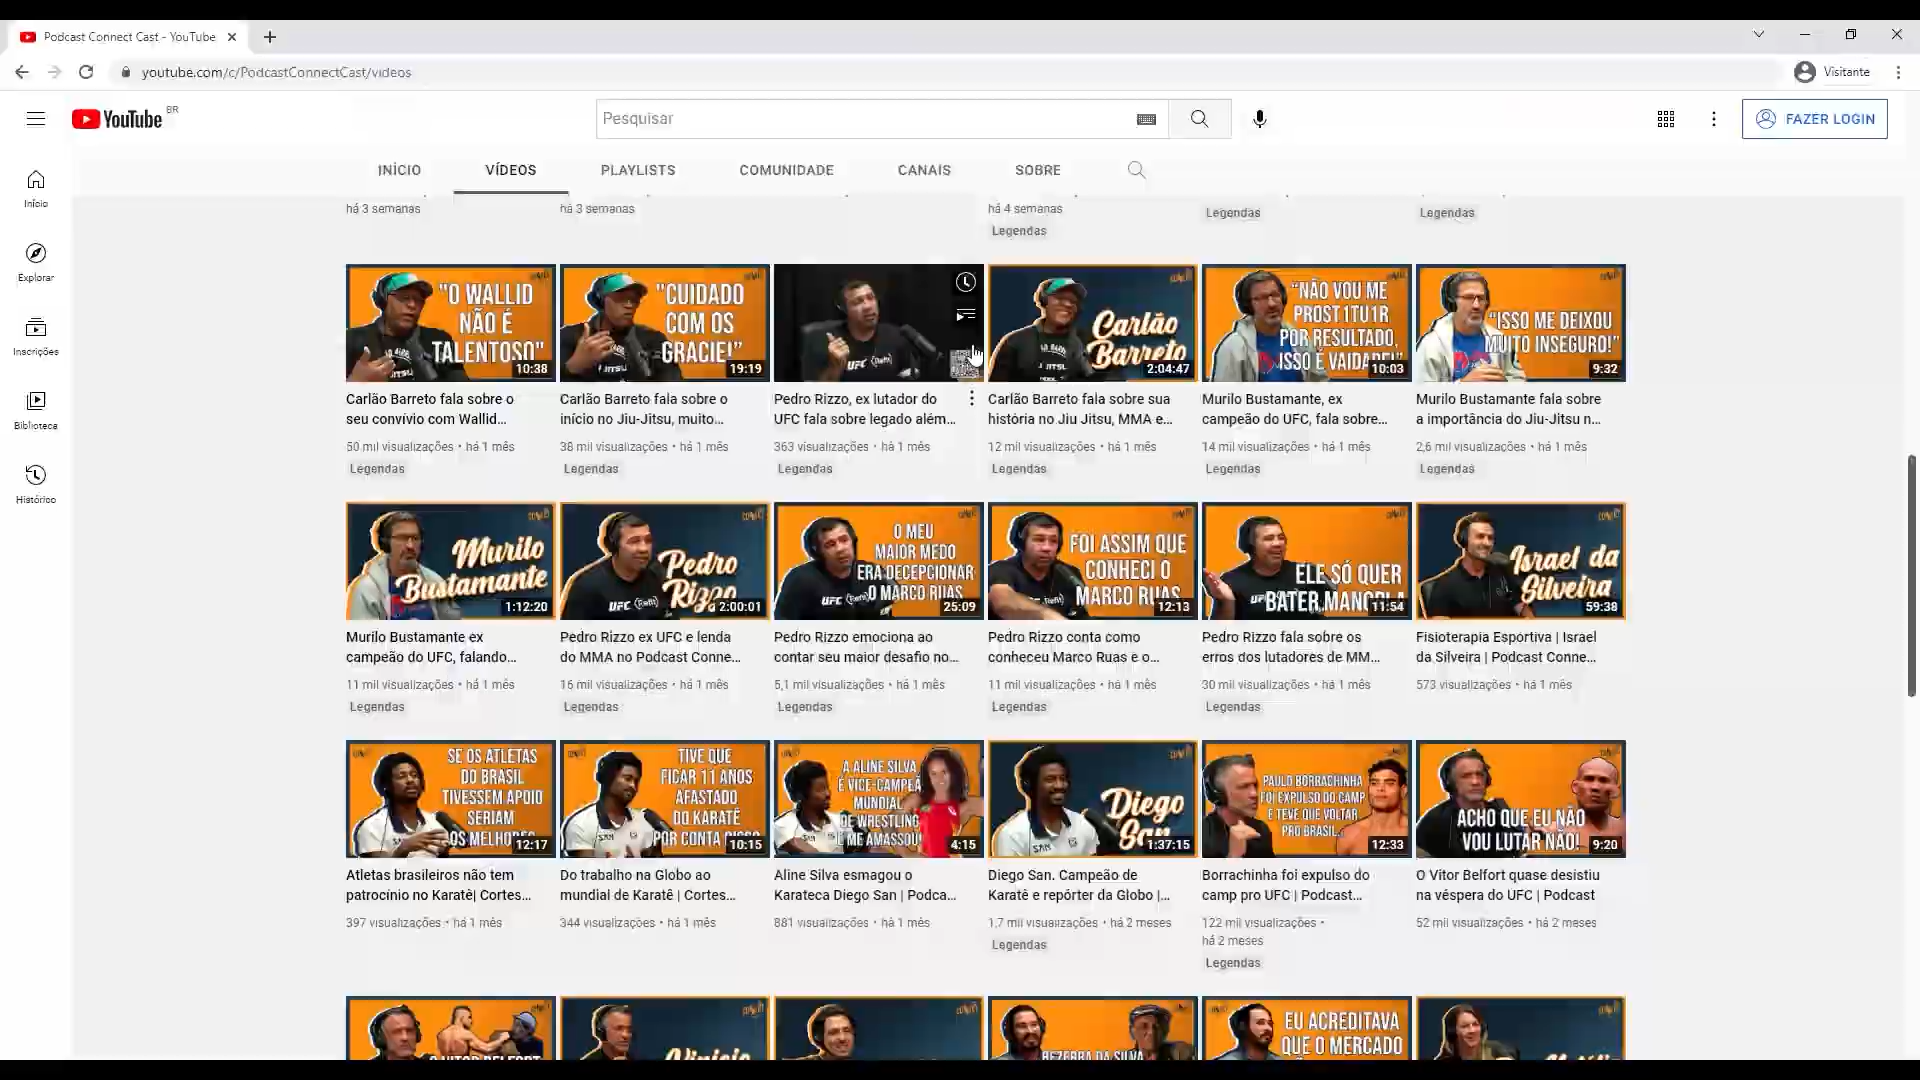 Podcast Connect Cast - YouTube
youtube.com/c/PodcastConnectCast/videos
Visitante
YouTube BR
Pesquisar
FAZER LOGIN
INÍCIO VÍDEOS PLAYLISTS COMUNIDADE CANAIS SOBRE
Início
Explorar
Inscrições
Biblioteca
Histórico
há 3 semanas
há 3 semanas
há 4 semanas
Legendas
Legendas
Legendas
"O WALLID
NÃO É
TALENTOSO"
10:38
Carlão Barreto fala sobre o
seu convívio com Wallid...
50 mil visualizações • há 1 mês
Legendas
"CUIDADO
COM OS
GRACIE!"
19:19
Carlão Barreto fala sobre o
início no Jiu-Jitsu, muito...
38 mil visualizações • há 1 mês
Legendas
UFC
Pedro Rizzo, ex lutador do
UFC fala sobre legado além...
363 visualizações • há 1 mês
Legendas
Carlão
Barreto
2:04:47
Carlão Barreto fala sobre sua
história no Jiu Jitsu, MMA e...
12 mil visualizações • há 1 mês
Legendas
"NÃO VOU ME
PROST1TU1R
POR RESULTADO,
ISSO É VAIDADE!"
10:03
Murilo Bustamante, ex
campeão do UFC, fala sobre...
14 mil visualizações • há 1 mês
Legendas
"ISSO ME DEIXOU
MUITO INSEGURO!"
9:32
Murilo Bustamante fala sobre
a importância do Jiu-Jitsu n...
2,6 mil visualizações • há 1 mês
Legendas
Murilo
Bustamante
1:12:20
Murilo Bustamante ex
campeão do UFC, falando...
11 mil visualizações • há 1 mês
Legendas
Pedro
Rizzo
UFC
2:00:01
Pedro Rizzo ex UFC e lenda
do MMA no Podcast Conne...
16 mil visualizações • há 1 mês
Legendas
O MEU
MAIOR MEDO
ERA DECEPCIONAR
O MARCO RUAS
UFC
25:09
Pedro Rizzo emociona ao
contar seu maior desafio no...
5,1 mil visualizações • há 1 mês
Legendas
FOI ASSIM QUE
CONHECI O
MARCO RUAS
12:13
Pedro Rizzo conta como
conheceu Marco Ruas e o...
11 mil visualizações • há 1 mês
Legendas
ELE SÓ QUER
BATER
11:54
Pedro Rizzo fala sobre os
erros dos lutadores de MM...
30 mil visualizações • há 1 mês
Legendas
Israel da
Silveira
59:38
Fisioterapia Esportiva | Israel
da Silveira | Podcast Conne...
573 visualizações • há 1 mês
SE OS ATLETAS
DO BRASIL
TIVESSEM APOIO
SERIAM
OS
12:17
Atletas brasileiros não tem
patrocínio no Karatê| Cortes...
397 visualizações • há 1 mês
TIVE QUE
FICAR 11 ANOS
AFASTADO
DO KARATÊ
POR CONTA DISSO
10:15
Do trabalho na Globo ao
mundial de Karatê | Cortes...
344 visualizações • há 1 mês
A ALINE SILVA
É VICE-CAMPEÃ
MUNDIAL
DE WRESTLING
E ME AMASSOU!
4:15
Aline Silva esmagou o
Karateca Diego San | Podca...
881 visualizações • há 1 mês
Diego
San
1:37:15
Diego San. Campeão de
Karatê e repórter da Globo |...
1,7 mil visualizações • há 2 meses
Legendas
PAULO BORRACHINHA
FOI EXPULSO DO CAMP
E TEVE QUE VOLTAR
PRO BRASIL...
12:33
Borrachinha foi expulso do
camp pro UFC | Podcast...
122 mil visualizações •
há 2 meses
Legendas
ACHO QUE EU NÃO
VOU LUTAR NÃO!
9:20
O Vitor Belfort quase desistiu
na véspera do UFC | Podcast
52 mil visualizações • há 2 meses
O VITOR BELFORT
BEZERRA DA SILVA
EU ACREDITAVA
QUE O MERCADO